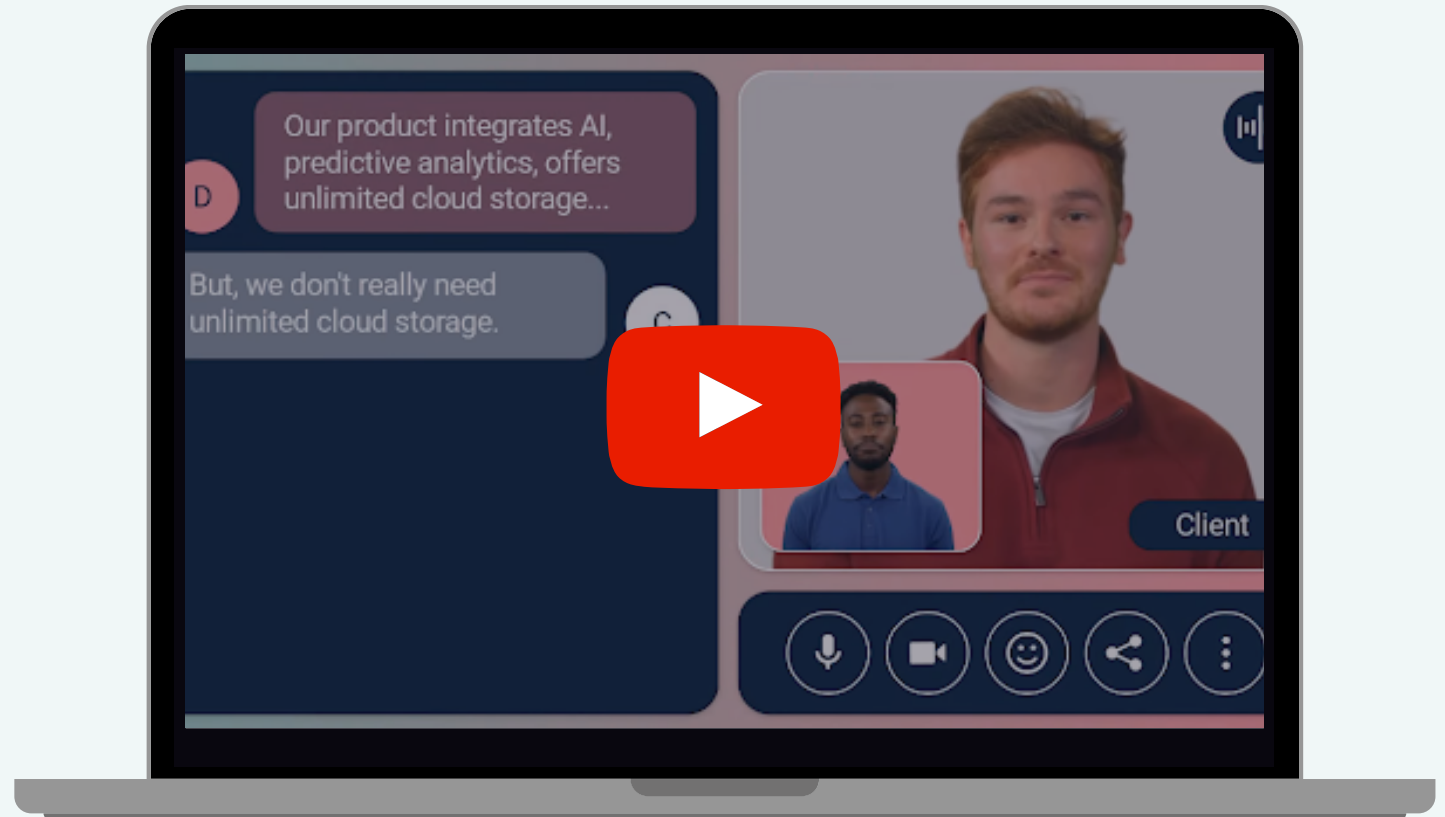 Our product integrates AI,
predictive analytics, offers
unlimited cloud storage...
D
But, we don't really need
unlimited cloud storage.
C
Client